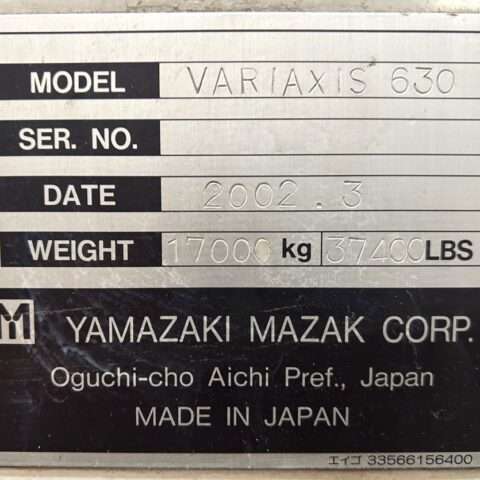 MODEL VARIAXIS 630
SER. NO.
DATE 2002.3
WEIGHT 17000 kg 37400 LBS
M YAMAZAKI MAZAK CORP.
Oguchi-cho Aichi Pref., Japan
MADE IN JAPAN
エイゴ 33566156400